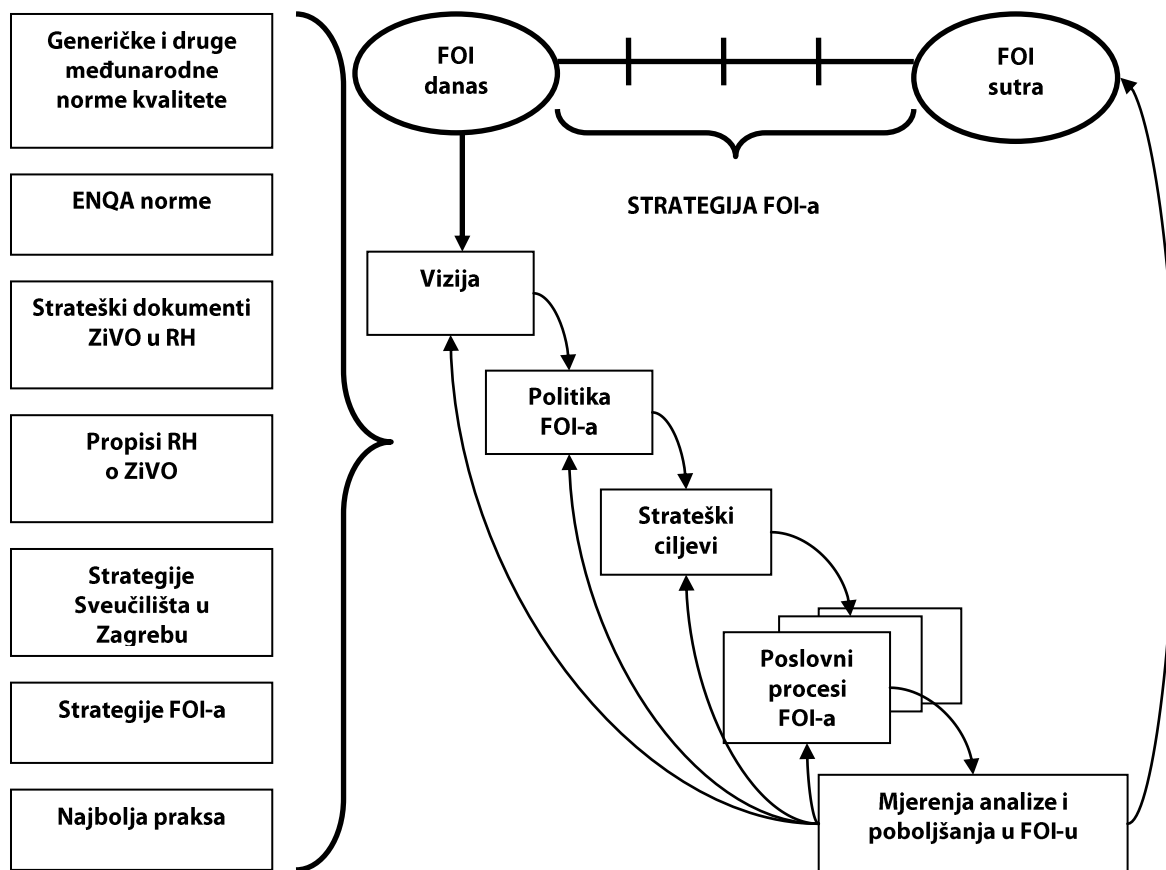 Generičke i druge
međunarodne
norme kvalitete
ENQA norme
Strateški dokumenti
ZiVO u RH
Propisi RH
o ZiVO
Strategije
Sveučilišta u
Zagrebu
Strategije FOI-a
Najbolja praksa
FOI
danas
FOI
sutra
STRATEGIJA FOI-a
Vizija
Politika
FOI-a
Strateški
ciljevi
Poslovni
procesi
FOI-a
Mjerenja analize i
poboljšanja u FOI-u